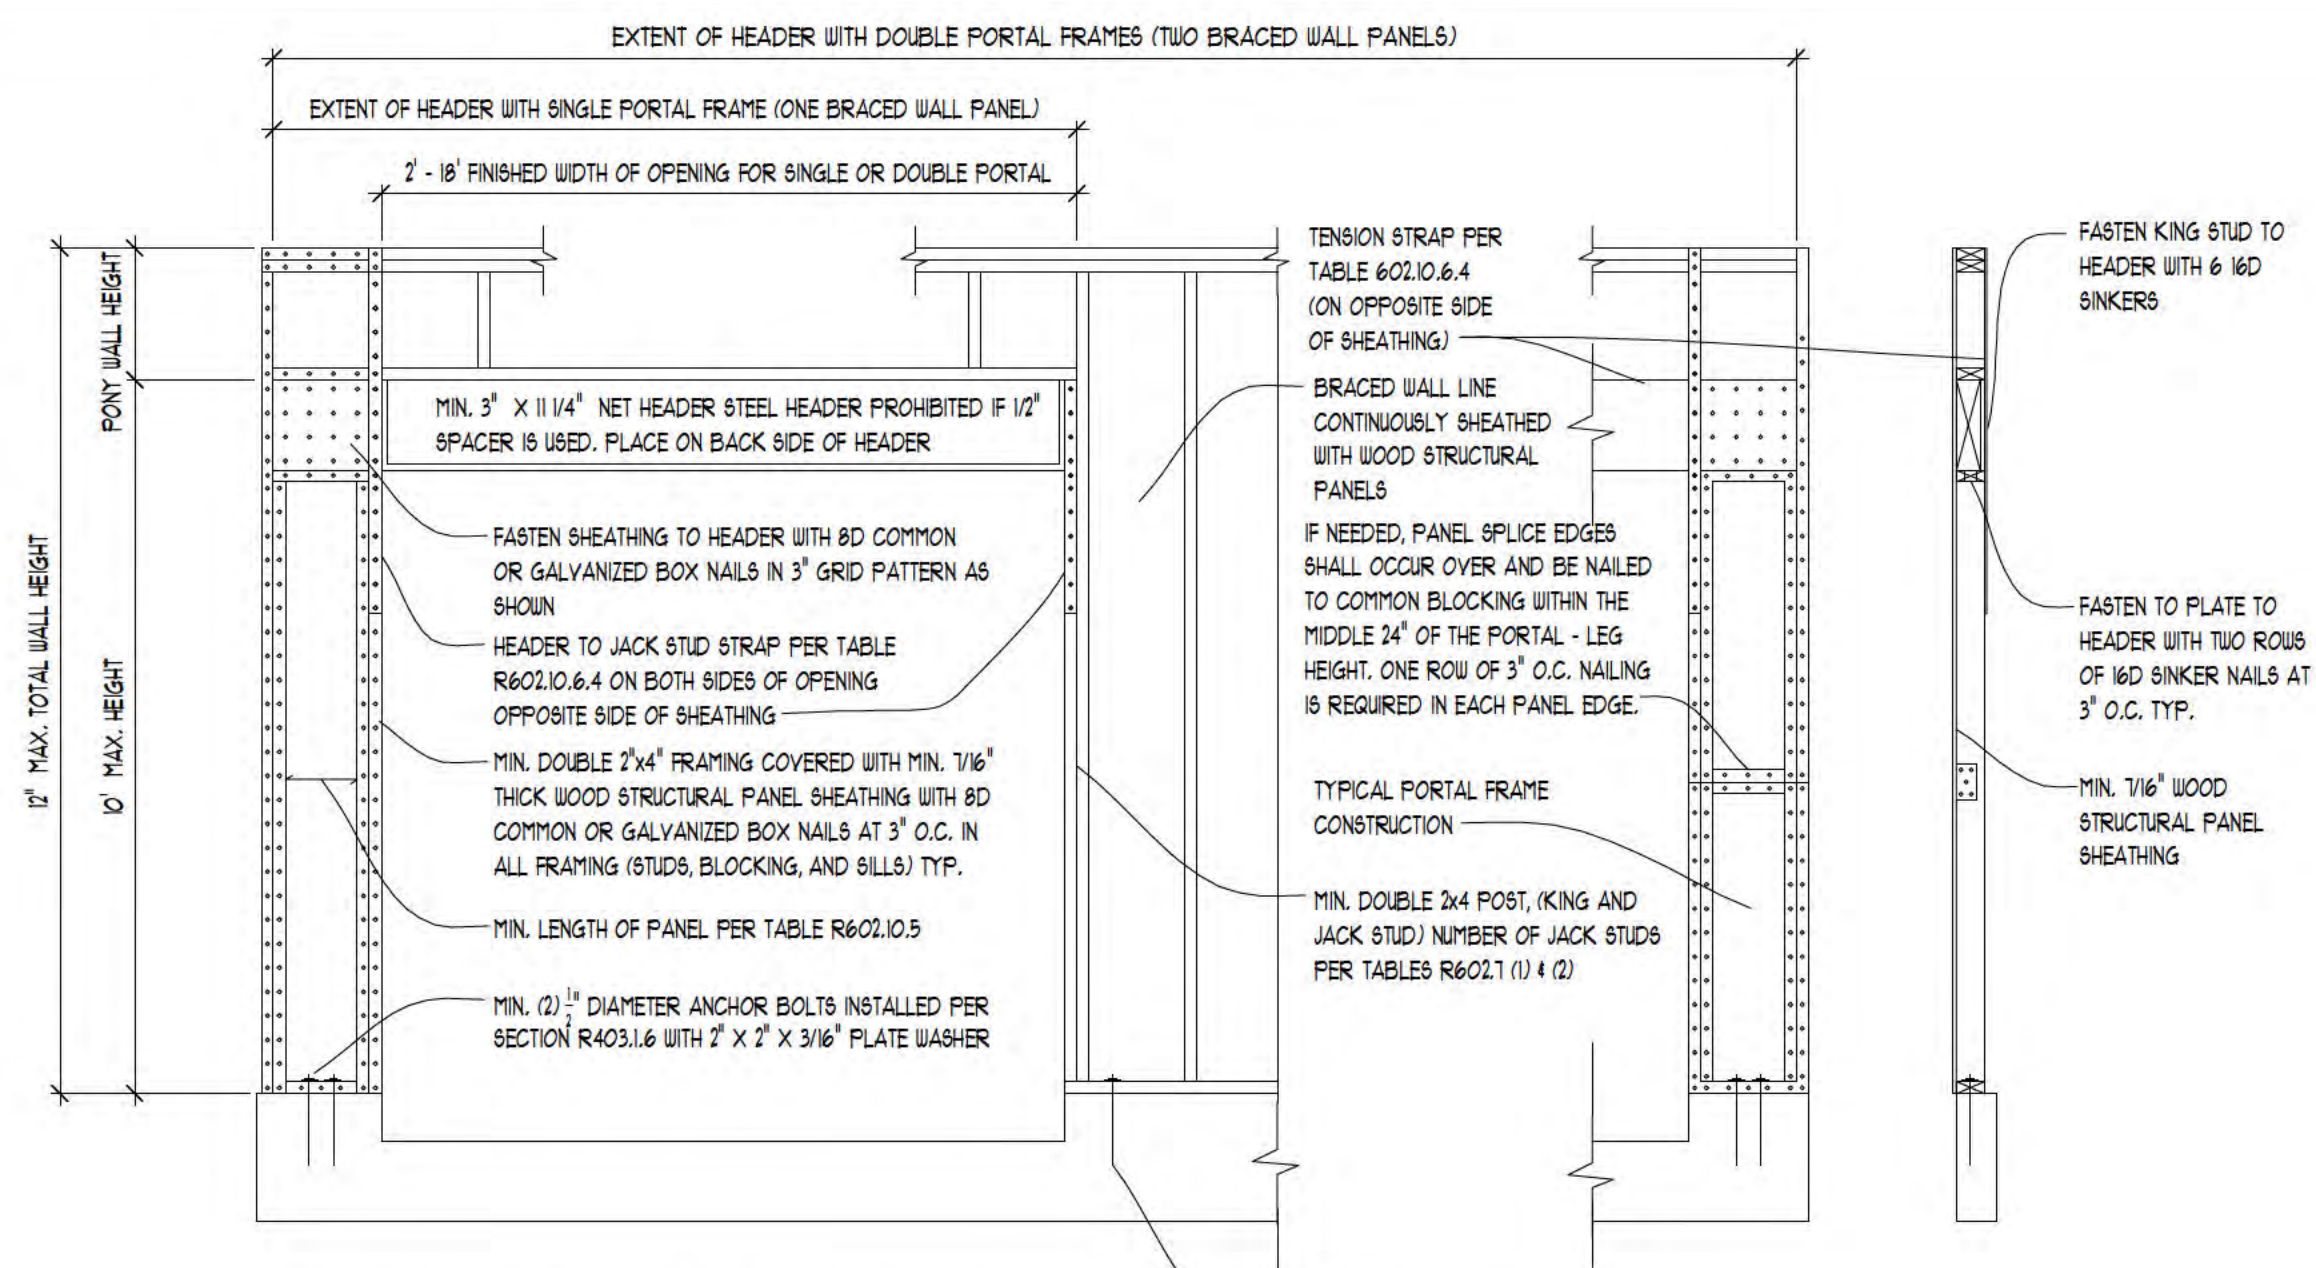 EXTENT OF HEADER WITH DOUBLE PORTAL FRAMES (TWO BRACED WALL PANELS)
EXTENT OF HEADER WITH SINGLE PORTAL FRAME (ONE BRACED WALL PANEL)
2' - 18' FINISHED WIDTH OF OPENING FOR SINGLE OR DOUBLE PORTAL
12" MAX. TOTAL WALL HEIGHT
PONY WALL HEIGHT
10' MAX. HEIGHT
MIN. 3" X 11 1/4" NET HEADER STEEL HEADER PROHIBITED IF 1/2"
SPACER IS USED. PLACE ON BACK SIDE OF HEADER
FASTEN SHEATHING TO HEADER WITH 8D COMMON
OR GALVANIZED BOX NAILS IN 3" GRID PATTERN AS
SHOWN
HEADER TO JACK STUD STRAP PER TABLE
R602.10.6.4 ON BOTH SIDES OF OPENING
OPPOSITE SIDE OF SHEATHING
MIN. DOUBLE 2"x4" FRAMING COVERED WITH MIN. 7/16"
THICK WOOD STRUCTURAL PANEL SHEATHING WITH 8D
COMMON OR GALVANIZED BOX NAILS AT 3" O.C. IN
ALL FRAMING (STUDS, BLOCKING, AND SILLS) TYP.
MIN. LENGTH OF PANEL PER TABLE R602.10.5
MIN. (2) 1/2" DIAMETER ANCHOR BOLTS INSTALLED PER
SECTION R403.1.6 WITH 2" X 2" X 3/16" PLATE WASHER
TENSION STRAP PER
TABLE 602.10.6.4
(ON OPPOSITE SIDE
OF SHEATHING)
BRACED WALL LINE
CONTINUOUSLY SHEATHED
WITH WOOD STRUCTURAL
PANELS
IF NEEDED, PANEL SPLICE EDGES
SHALL OCCUR OVER AND BE NAILED
TO COMMON BLOCKING WITHIN THE
MIDDLE 24" OF THE PORTAL - LEG
HEIGHT. ONE ROW OF 3" O.C. NAILING
IS REQUIRED IN EACH PANEL EDGE.
TYPICAL PORTAL FRAME
CONSTRUCTION
MIN. DOUBLE 2x4 POST, (KING AND
JACK STUD) NUMBER OF JACK STUDS
PER TABLES R602.7 (1) & (2)
FASTEN KING STUD TO
HEADER WITH 6 16D
SINKERS
FASTEN TO PLATE TO
HEADER WITH TWO ROWS
OF 16D SINKER NAILS AT
3" O.C. TYP.
MIN. 7/16" WOOD
STRUCTURAL PANEL
SHEATHING